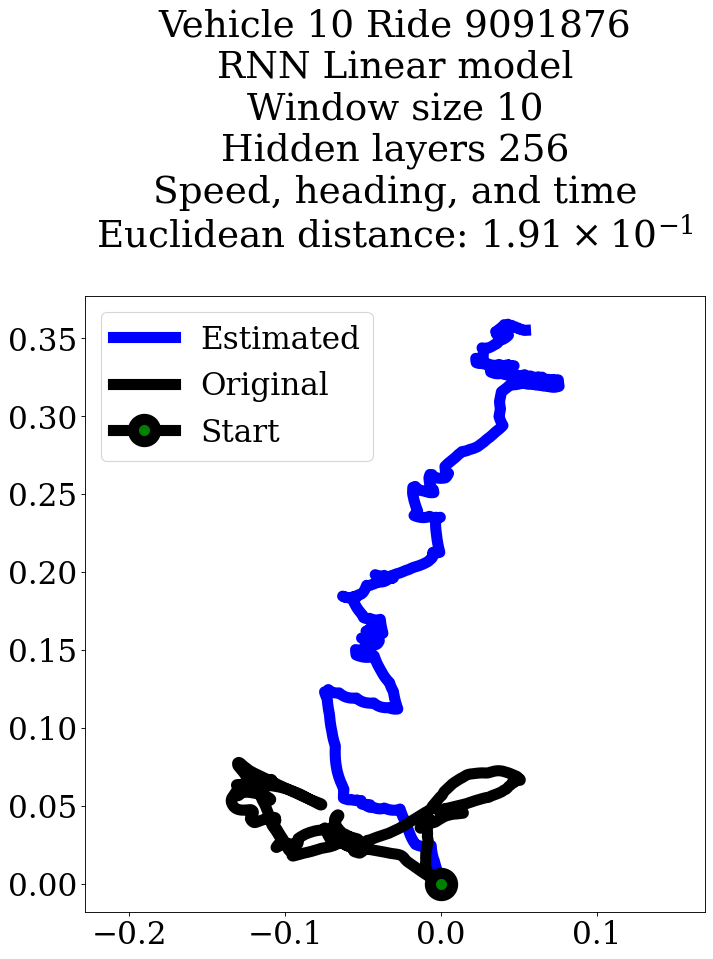 Vehicle 10 Ride 9091876
RNN Linear model
Window size 10
Hidden layers 256
Speed, heading, and time
Euclidean distance: 1.91 × 10⁻¹
Estimated
Original
Start
0.35
0.30
0.25
0.20
0.15
0.10
0.05
0.00
−0.2 −0.1 0.0 0.1